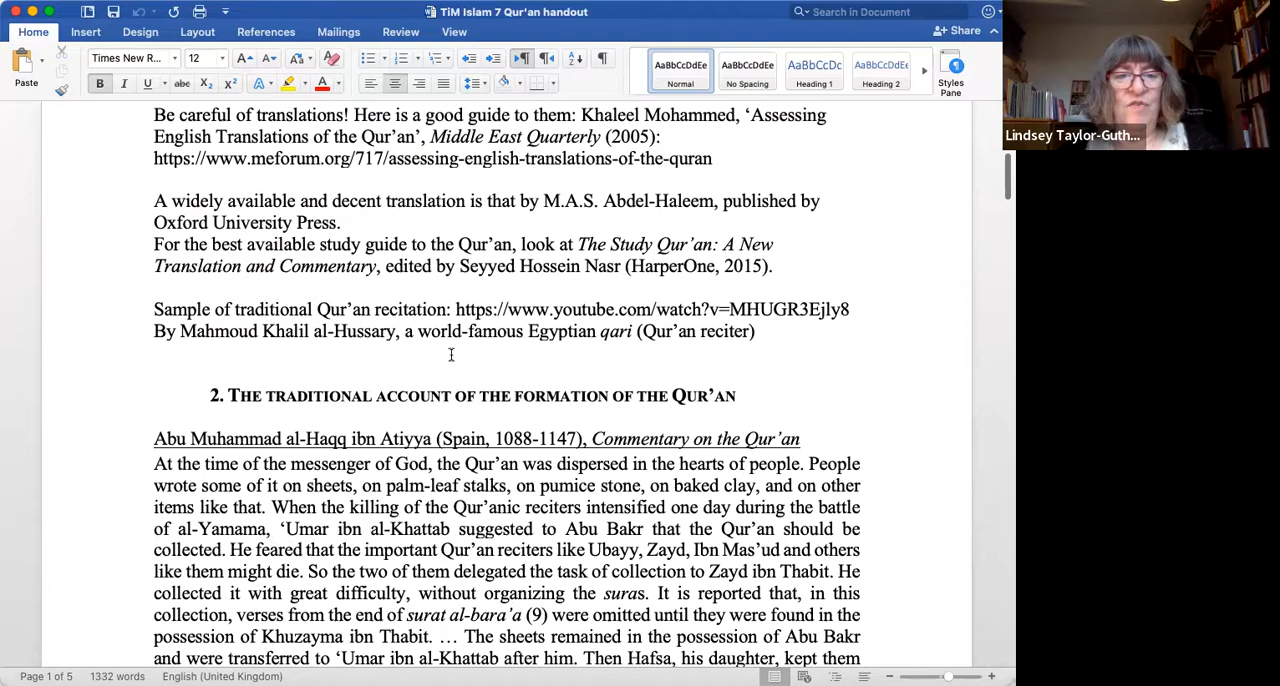 TiM Islam 7 Qur'an handout
Search in Document
Home Insert Design Layout References Mailings Review View
Share
Paste
Times New R... 12
AaBbCcDdEe AaBbCcDdEe AaBbCcDc AaBbCcDdEe
Normal No Spacing Heading 1 Heading 2
Styles
Pane
Lindsey Taylor-Guth...
Be careful of translations! Here is a good guide to them: Khaleel Mohammed, ‘Assessing
English Translations of the Qur’an’, Middle East Quarterly (2005):
https://www.meforum.org/717/assessing-english-translations-of-the-quran
A widely available and decent translation is that by M.A.S. Abdel-Haleem, published by
Oxford University Press.
For the best available study guide to the Qur’an, look at The Study Qur’an: A New
Translation and Commentary, edited by Seyyed Hossein Nasr (HarperOne, 2015).
Sample of traditional Qur’an recitation: https://www.youtube.com/watch?v=MHUGR3Ejly8
By Mahmoud Khalil al-Hussary, a world-famous Egyptian qari (Qur’an reciter)
2. THE TRADITIONAL ACCOUNT OF THE FORMATION OF THE QUR’AN
Abu Muhammad al-Haqq ibn Atiyya (Spain, 1088-1147), Commentary on the Qur’an
At the time of the messenger of God, the Qur’an was dispersed in the hearts of people. People
wrote some of it on sheets, on palm-leaf stalks, on pumice stone, on baked clay, and on other
items like that. When the killing of the Qur’anic reciters intensified one day during the battle
of al-Yamama, ‘Umar ibn al-Khattab suggested to Abu Bakr that the Qur’an should be
collected. He feared that the important Qur’an reciters like Ubayy, Zayd, Ibn Mas’ud and others
like them might die. So the two of them delegated the task of collection to Zayd ibn Thabit. He
collected it with great difficulty, without organizing the suras. It is reported that, in this
collection, verses from the end of surat al-bara’a (9) were omitted until they were found in the
possession of Khuzayma ibn Thabit. … The sheets remained in the possession of Abu Bakr
and were transferred to ‘Umar ibn al-Khattab after him. Then Hafsa, his daughter, kept them
Page 1 of 5 1332 words English (United Kingdom)